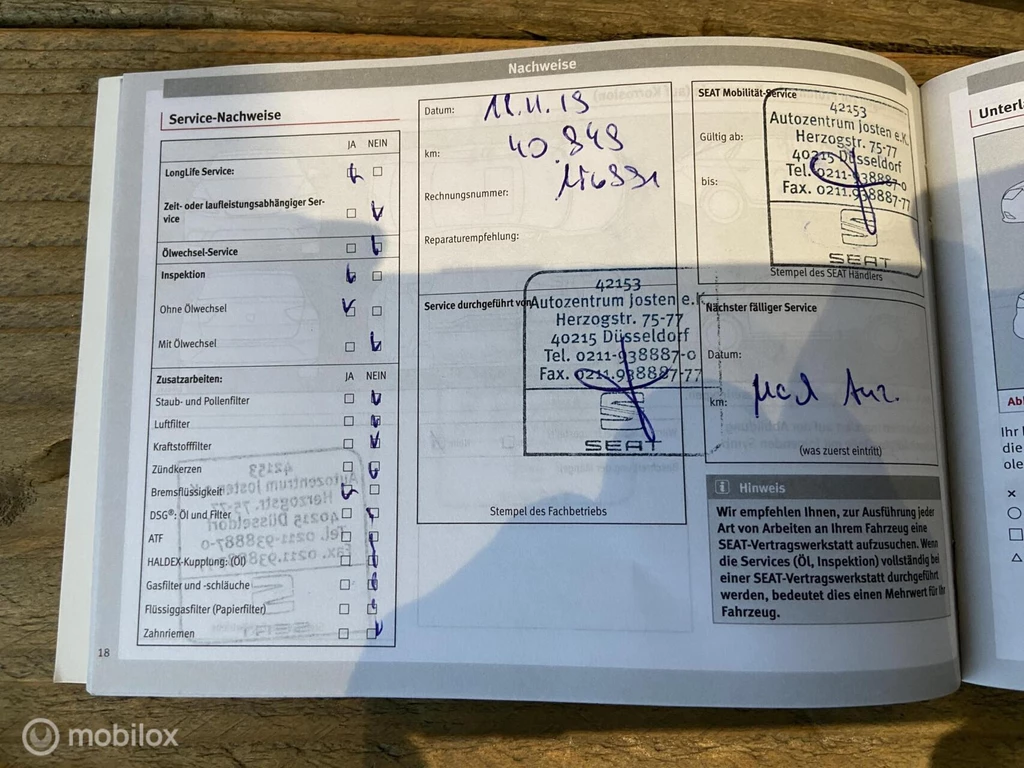 Nachweise
Service-Nachweise
JA NEIN
LongLife Service:
Zeit- oder laufleistungsabhängiger Ser-
vice
Ölwechsel-Service
Inspektion
Ohne Ölwechsel
Mit Ölwechsel
Zusatzarbeiten: JA NEIN
Staub- und Pollenfilter
Luftfilter
Kraftstofffilter
Zündkerzen
Bremsflüssigkeit
DSG®: Öl und Filter
ATF
HALDEX-Kupplung: (Öl)
Gasfilter und -schläuche
Flüssiggasfilter (Papierfilter)
Zahnriemen
18
Datum:
km: 40.849
Rechnungsnummer:
Reparaturempfehlung:
Service durchgeführt von
42153
Autozentrum Josten e.K.
Herzogstr. 75-77
40215 Düsseldorf
Tel. 0211-938887-0
Fax. 0211.938887-77
SEAT
Stempel des Fachbetriebs
SEAT Mobilität-Service
Gültig ab:
bis:
42153
Autozentrum Josten e.K.
Herzogstr. 75-77
40215 Düsseldorf
Tel. 0211-938887-0
Fax. 0211.938887-77
SEAT
Stempel des SEAT Händlers
Nächster fälliger Service
Datum:
km:
(was zuerst eintritt)
i Hinweis
Wir empfehlen Ihnen, zur Ausführung jeder
Art von Arbeiten an Ihrem Fahrzeug eine
SEAT-Vertragswerkstatt aufzusuchen. Wenn
die Services (Öl, Inspektion) vollständig bei
einer SEAT-Vertragswerkstatt durchgeführt
werden, bedeutet dies einen Mehrwert für Ihr
Fahrzeug.
Unterl
Ihr
die
ole
mobilox